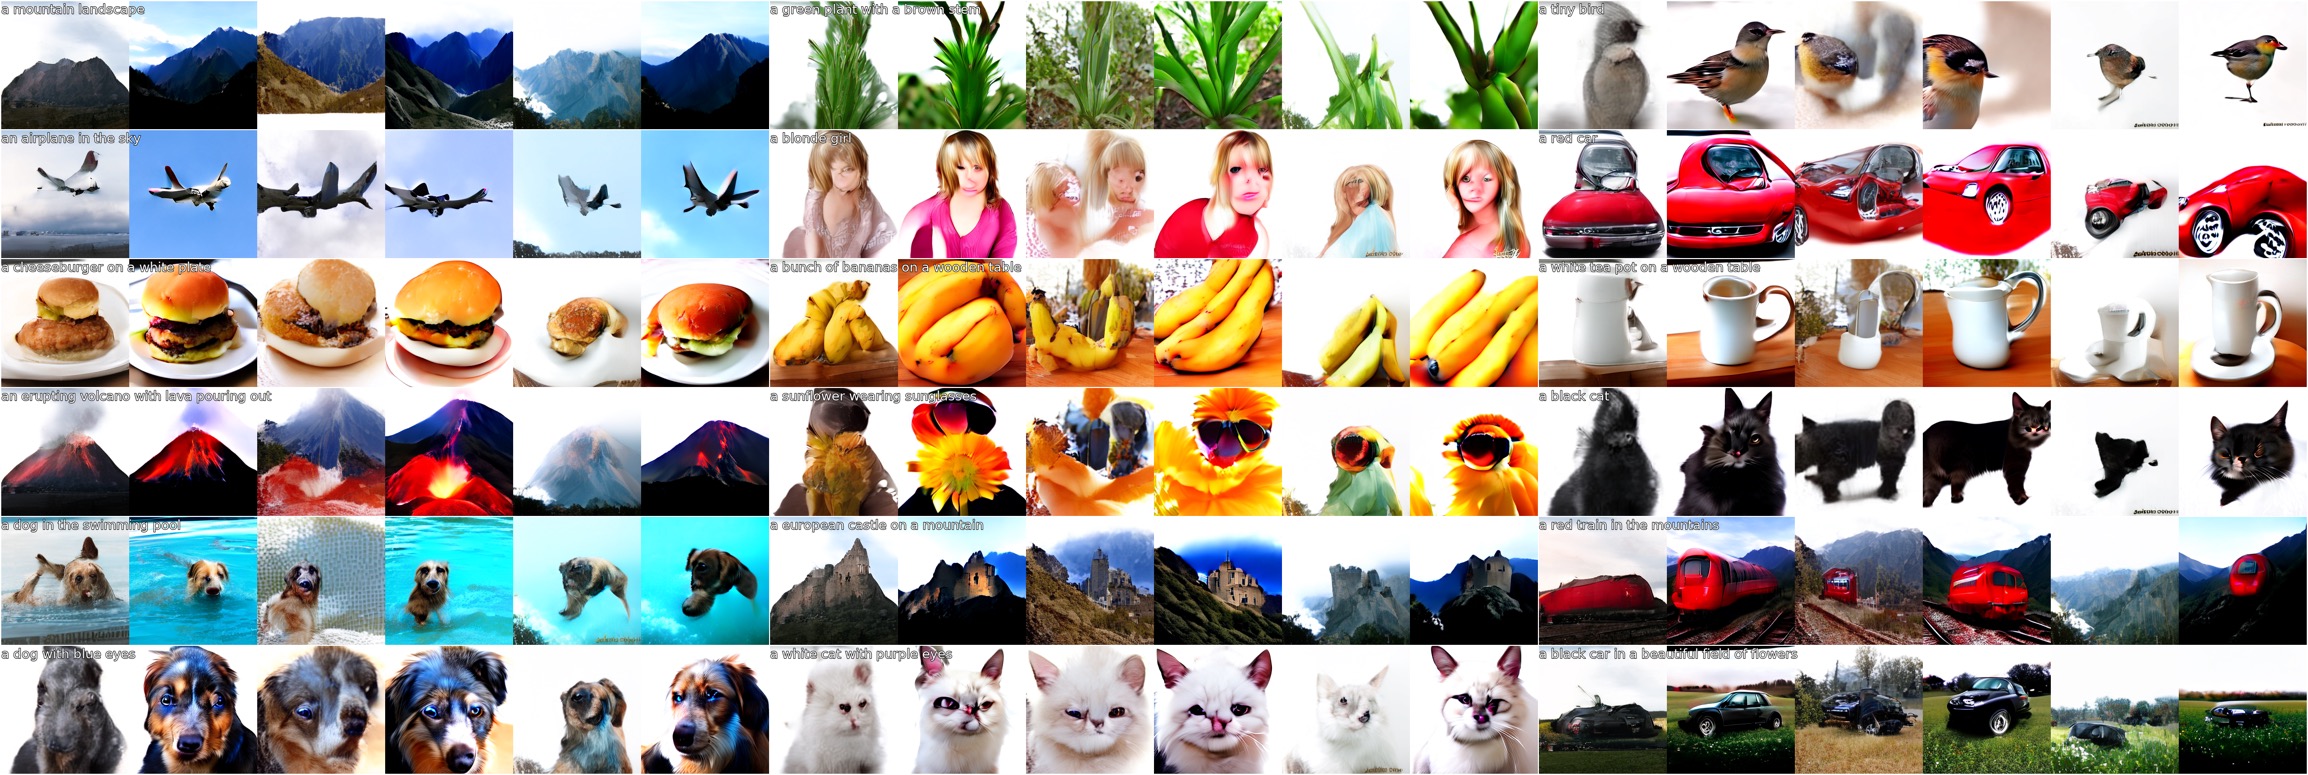 a mountain landscape
a green plant with a brown stem
a tiny bird
an airplane in the sky
a blonde girl
a red car
a cheeseburger on a white plate
a bunch of bananas on a wooden table
a white tea pot on a wooden table
an erupting volcano with lava pouring out
a sunflower wearing sunglasses
a black cat
a dog in the swimming pool
a european castle on a mountain
a red train in the mountains
a dog with blue eyes
a white cat with purple eyes
a black car in a beautiful field of flowers